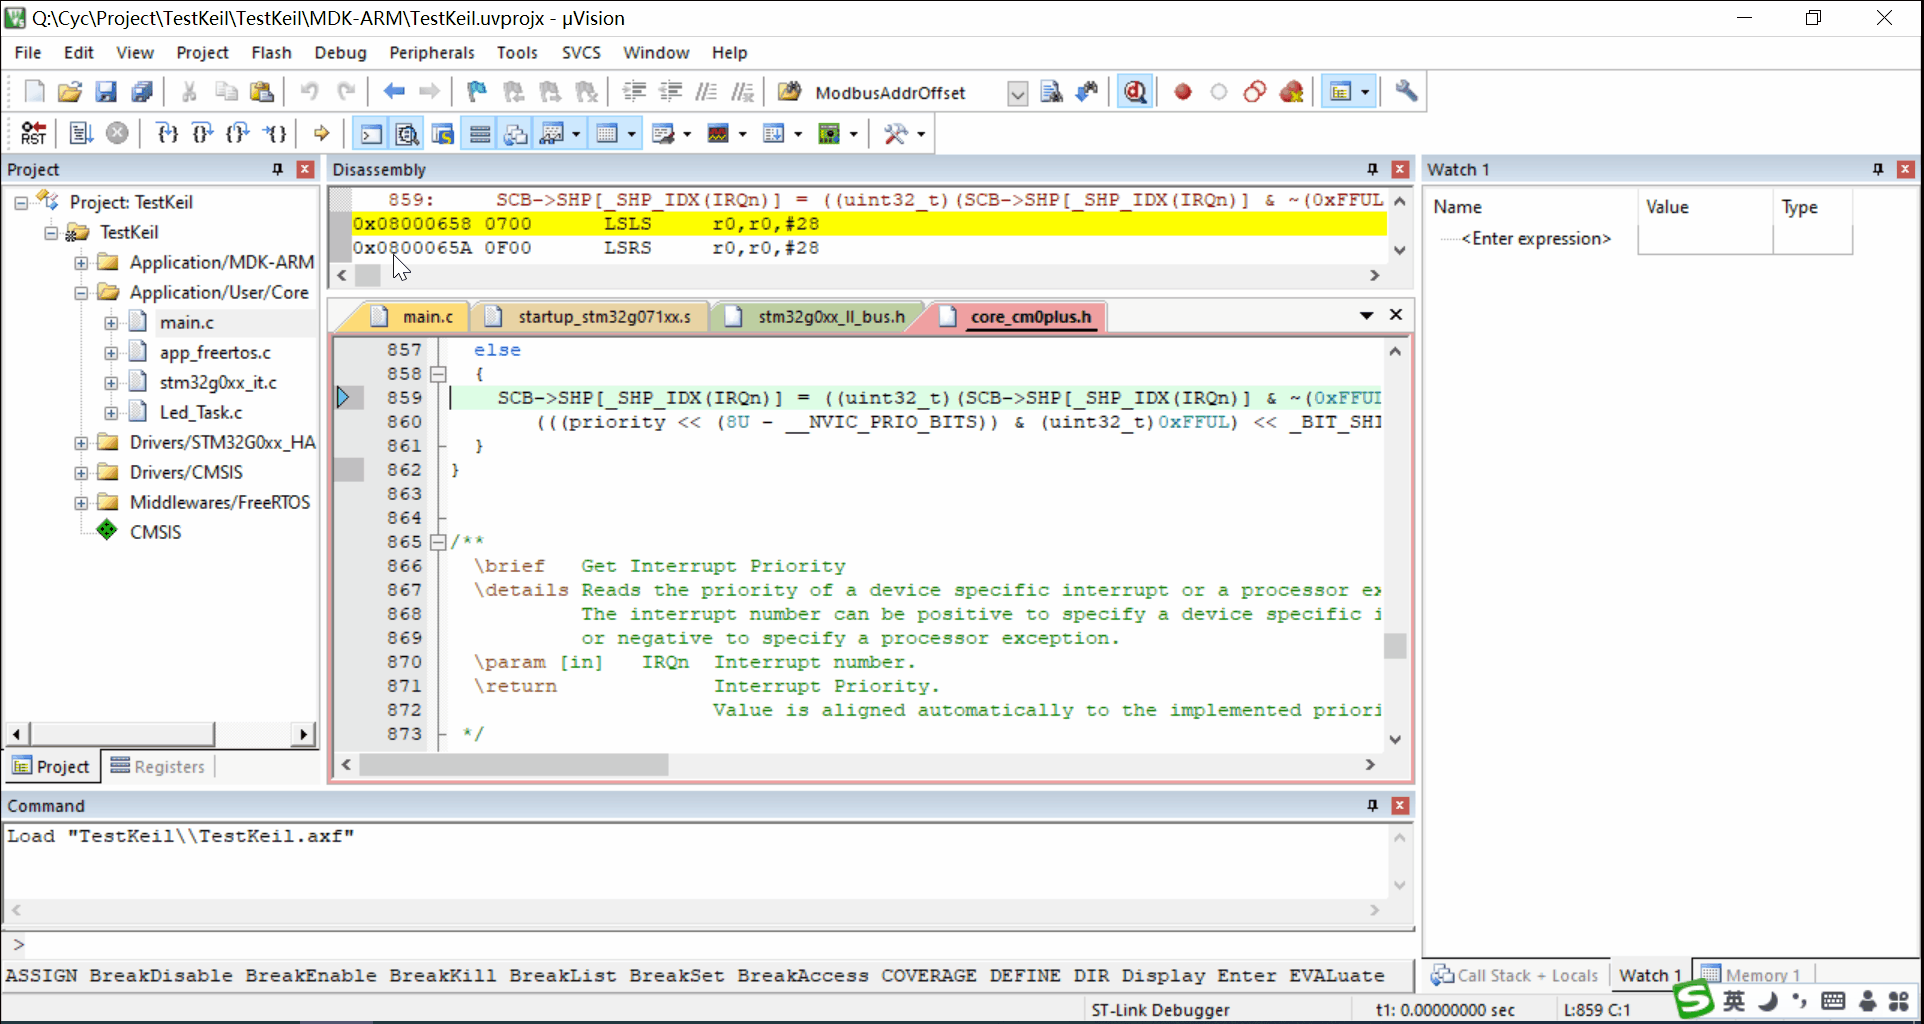 Q:\Cyc\Project\TestKeil\TestKeil\MDK-ARM\TestKeil.uvprojx - µVision
File Edit View Project Flash Debug Peripherals Tools SVCS Window Help
ModbusAddrOffset
RST
Project
Project: TestKeil
TestKeil
Application/MDK-ARM
Application/User/Core
main.c
app_freertos.c
stm32g0xx_it.c
Led_Task.c
Drivers/STM32G0xx_HA
Drivers/CMSIS
Middlewares/FreeRTOS
CMSIS
Project Registers
Disassembly
859: SCB->SHP[_SHP_IDX(IRQn)] = ((uint32_t)(SCB->SHP[_SHP_IDX(IRQn)] & ~(0xFFUL
0x08000658 0700 LSLS r0,r0,#28
0x0800065A 0F00 LSRS r0,r0,#28
main.c startup_stm32g071xx.s stm32g0xx_ll_bus.h core_cm0plus.h
857 else
858 {
859 SCB->SHP[_SHP_IDX(IRQn)] = ((uint32_t)(SCB->SHP[_SHP_IDX(IRQn)] & ~(0xFFUL
860 (((priority << (8U - __NVIC_PRIO_BITS)) & (uint32_t)0xFFUL) << _BIT_SHI
861 }
862 }
863
864
865 /**
866 \brief Get Interrupt Priority
867 \details Reads the priority of a device specific interrupt or a processor ex
868 The interrupt number can be positive to specify a device specific i
869 or negative to specify a processor exception.
870 \param [in] IRQn Interrupt number.
871 \return Interrupt Priority.
872 Value is aligned automatically to the implemented priori
873 */
Watch 1
Name Value Type
<Enter expression>
Command
Load "TestKeil\\TestKeil.axf"
>
ASSIGN BreakDisable BreakEnable BreakKill BreakList BreakSet BreakAccess COVERAGE DEFINE DIR Display Enter EVALuate
Call Stack + Locals Watch 1 Memory 1
ST-Link Debugger t1: 0.00000000 sec L:859 C:1
英